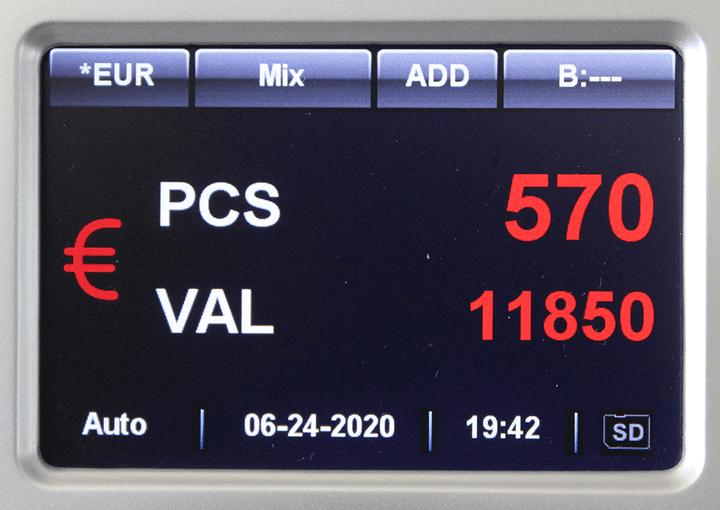 *EUR Mix ADD B:---
PCS 570
€
VAL 11850
Auto 06-24-2020 19:42 SD